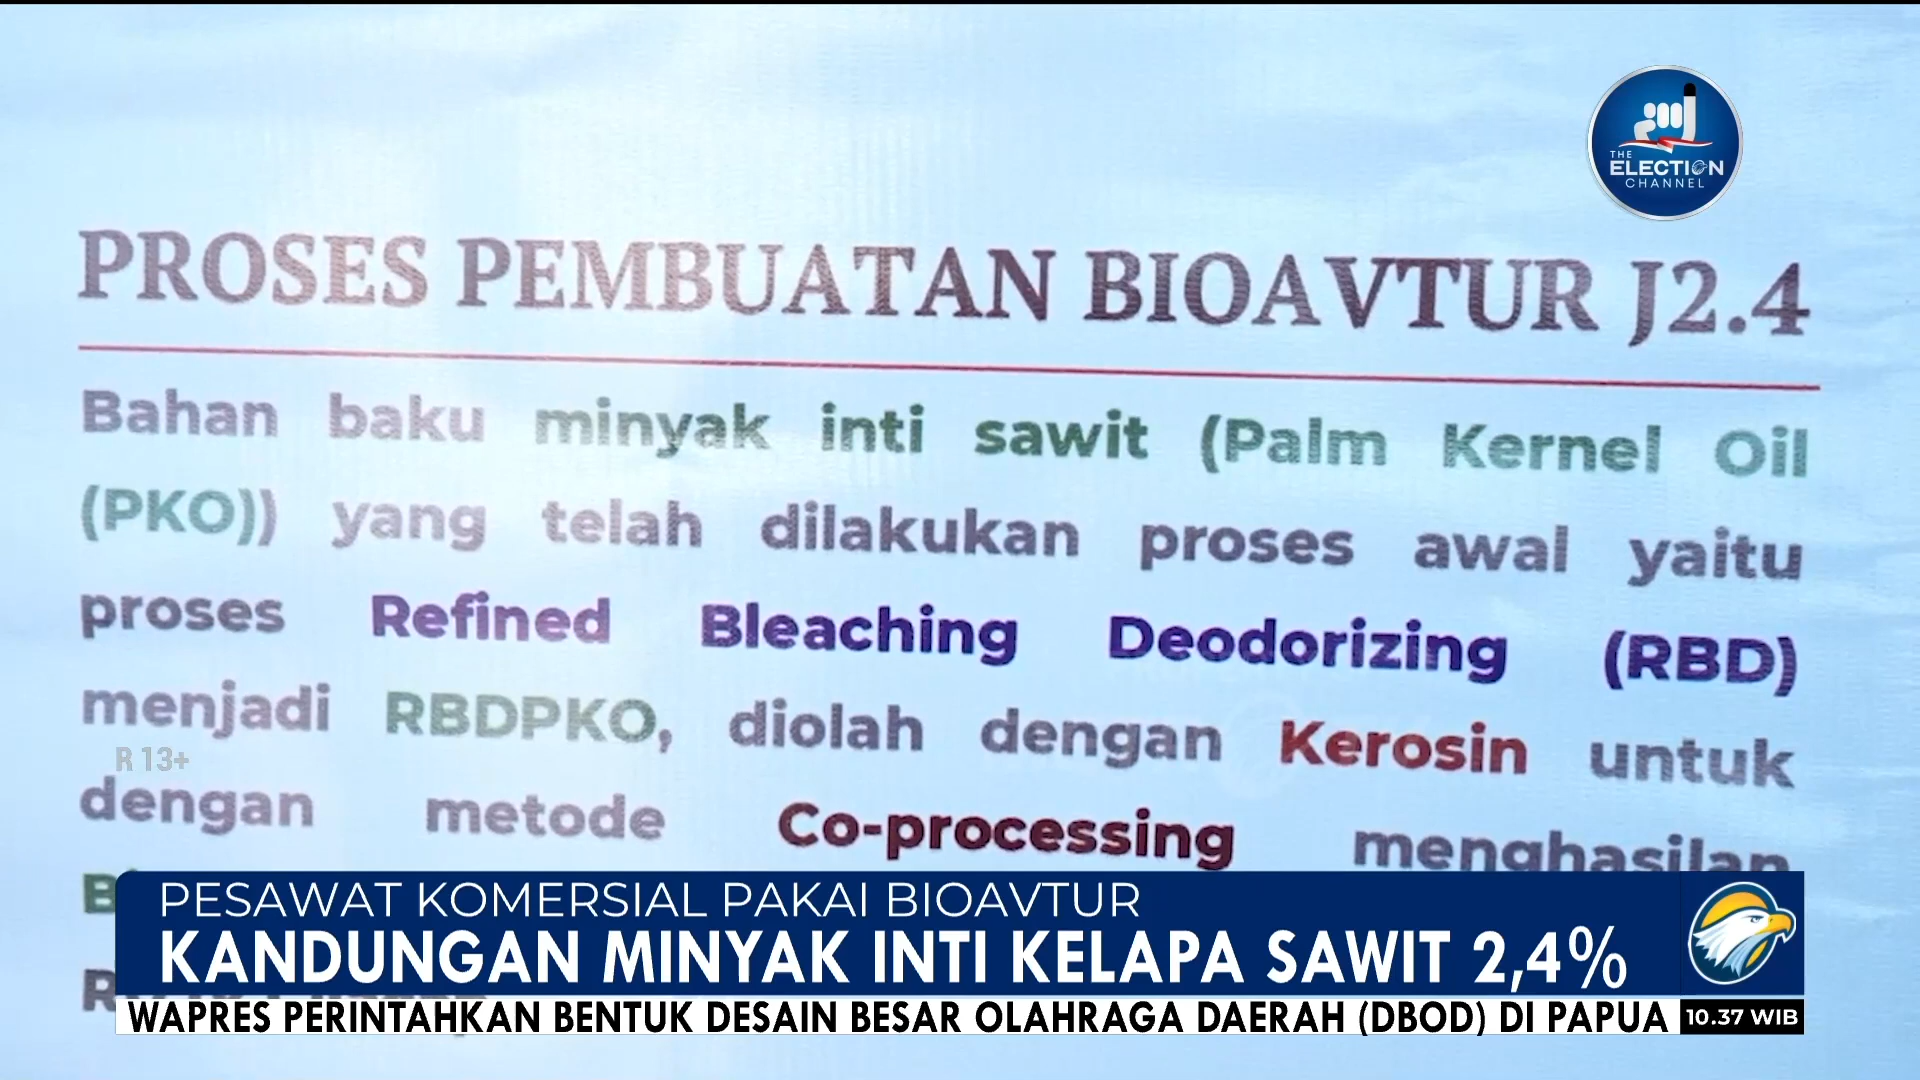 THE
ELECTION
CHANNEL
PROSES PEMBUATAN BIOAVTUR J2.4
Bahan baku minyak inti sawit (Palm Kernel Oil
(PKO)) yang telah dilakukan proses awal yaitu
proses Refined Bleaching Deodorizing (RBD)
menjadi RBDPKO, diolah dengan Kerosin untuk
R 13+
dengan metode Co-processing menghasilan
PESAWAT KOMERSIAL PAKAI BIOAVTUR
KANDUNGAN MINYAK INTI KELAPA SAWIT 2,4%
WAPRES PERINTAHKAN BENTUK DESAIN BESAR OLAHRAGA DAERAH (DBOD) DI PAPUA
10.37 WIB